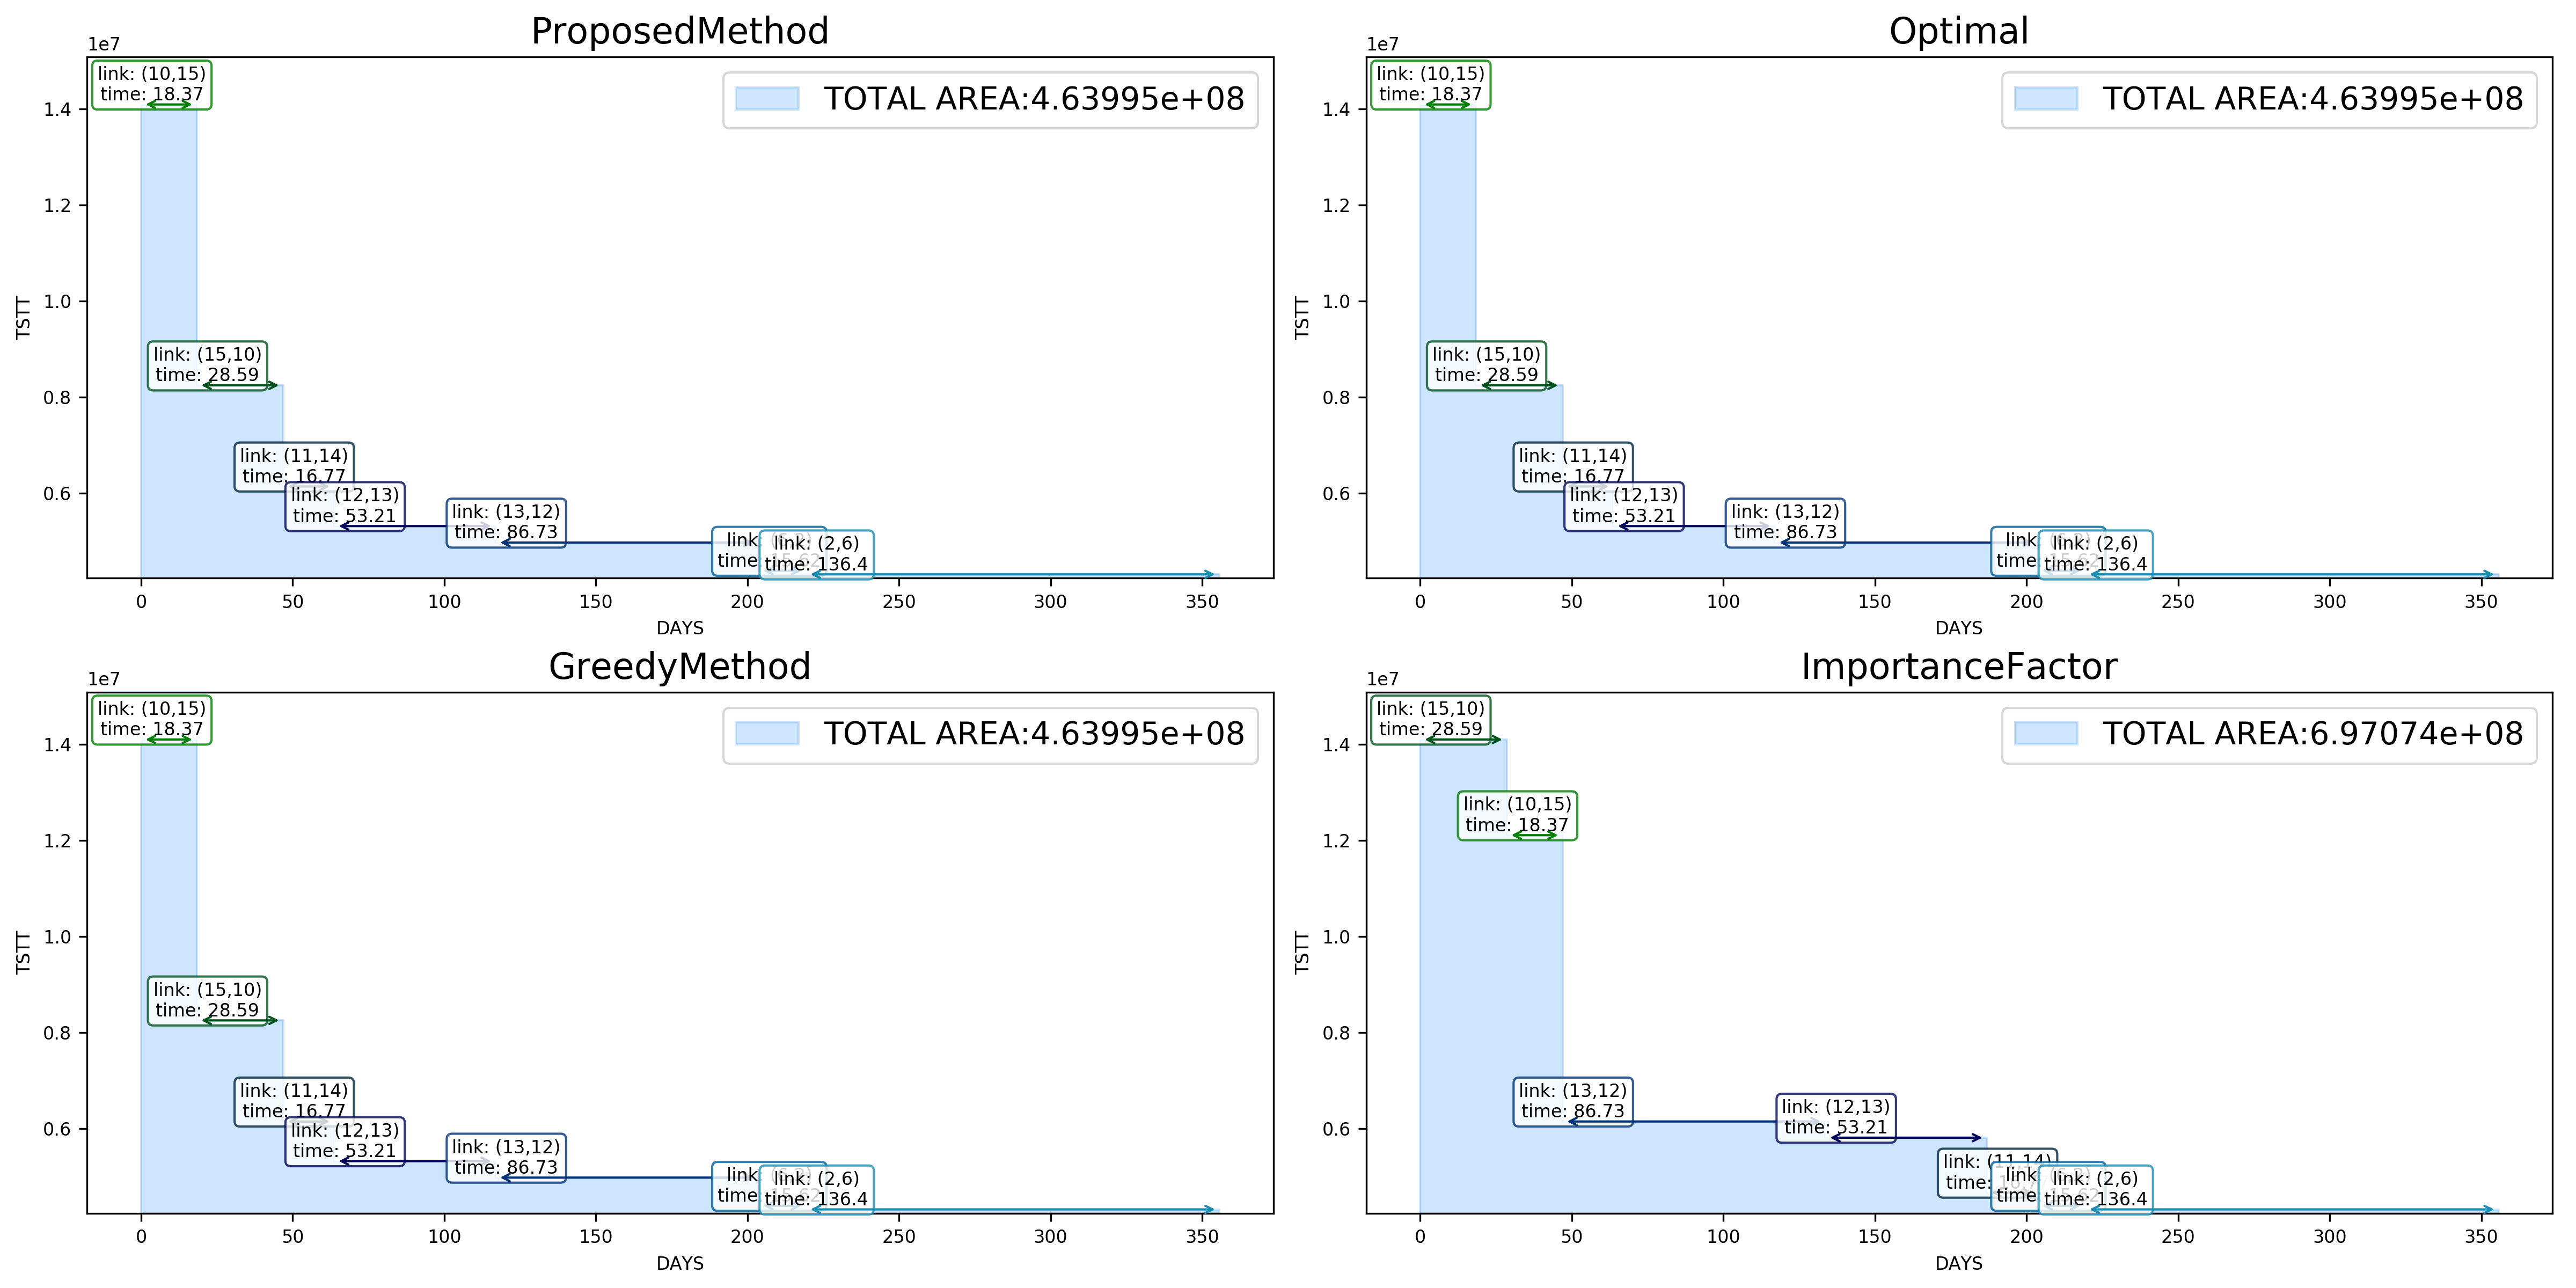 ProposedMethod
1e7
TOTAL AREA:4.63995e+08
link: (10,15)
time: 18.37
link: (15,10)
time: 28.59
link: (11,14)
time: 16.77
link: (12,13)
time: 53.21
link: (13,12)
time: 86.73
link:
time:
link: (2,6)
time: 136.4
1.4
1.2
1.0
0.8
0.6
TSTT
0 50 100 150 200 250 300 350
DAYS
Optimal
1e7
TOTAL AREA:4.63995e+08
link: (10,15)
time: 18.37
link: (15,10)
time: 28.59
link: (11,14)
time: 16.77
link: (12,13)
time: 53.21
link: (13,12)
time: 86.73
link:
time:
link: (2,6)
time: 136.4
1.4
1.2
1.0
0.8
0.6
TSTT
0 50 100 150 200 250 300 350
DAYS
GreedyMethod
1e7
TOTAL AREA:4.63995e+08
link: (10,15)
time: 18.37
link: (15,10)
time: 28.59
link: (11,14)
time: 16.77
link: (12,13)
time: 53.21
link: (13,12)
time: 86.73
link:
time:
link: (2,6)
time: 136.4
1.4
1.2
1.0
0.8
0.6
TSTT
0 50 100 150 200 250 300 350
DAYS
ImportanceFactor
1e7
TOTAL AREA:6.97074e+08
link: (15,10)
time: 28.59
link: (10,15)
time: 18.37
link: (13,12)
time: 86.73
link: (12,13)
time: 53.21
link: (11,14)
time:
link:
time:
link: (2,6)
time: 136.4
1.4
1.2
1.0
0.8
0.6
TSTT
0 50 100 150 200 250 300 350
DAYS